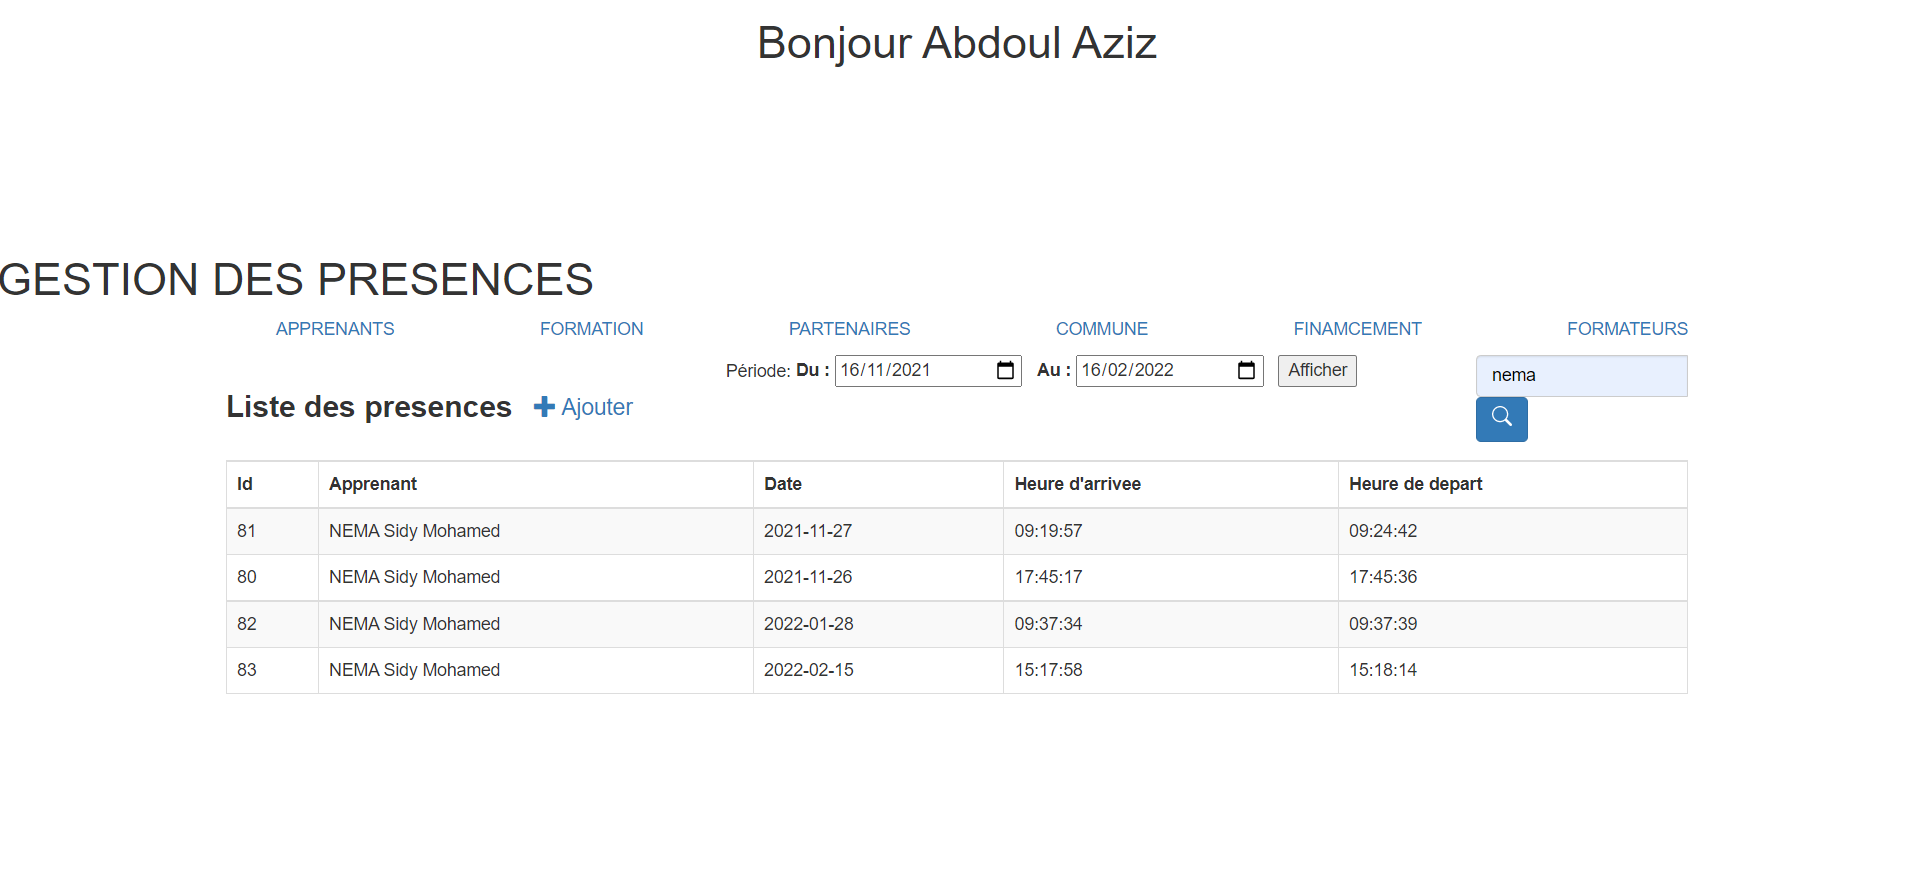 Bonjour Abdoul Aziz
GESTION DES PRESENCES
APPRENANTS FORMATION PARTENAIRES COMMUNE FINAMCEMENT FORMATEURS
Période: Du : 16/11/2021 Au : 16/02/2022 Afficher nema
Liste des presences Ajouter
Id Apprenant Date Heure d'arrivee Heure de depart
81 NEMA Sidy Mohamed 2021-11-27 09:19:57 09:24:42
80 NEMA Sidy Mohamed 2021-11-26 17:45:17 17:45:36
82 NEMA Sidy Mohamed 2022-01-28 09:37:34 09:37:39
83 NEMA Sidy Mohamed 2022-02-15 15:17:58 15:18:14